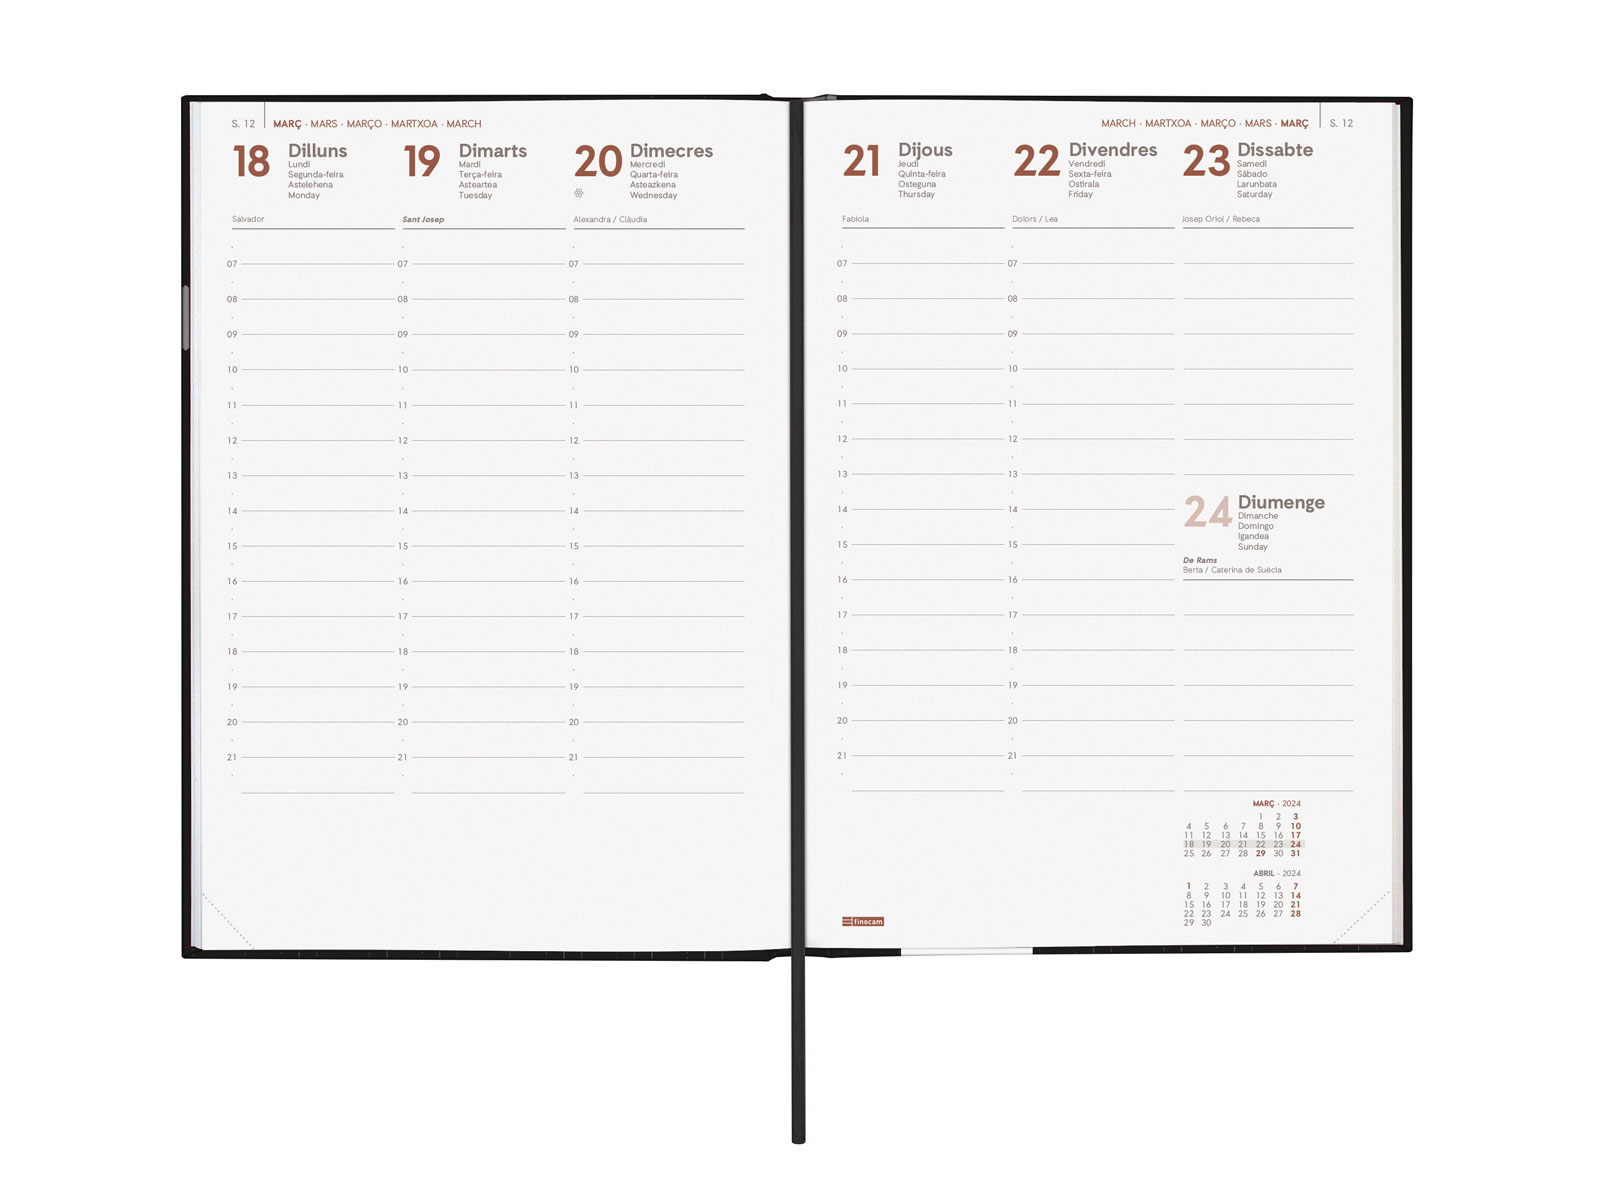 S. 12 MARÇ · MARS · MARÇO · MARTXOA · MARCH
18 Dilluns
Lundi
Segunda-feira
Astelehena
Monday
Salvador
07
08
09
10
11
12
13
14
15
16
17
18
19
20
21
19 Dimarts
Mardi
Terça-feira
Asteartea
Tuesday
Sant Josep
07
08
09
10
11
12
13
14
15
16
17
18
19
20
21
20 Dimecres
Mercredi
Quarta-feira
Asteazkena
Wednesday
Alexandra / Clàudia
07
08
09
10
11
12
13
14
15
16
17
18
19
20
21
MARCH · MARTXOA · MARÇO · MARS · MARÇ S. 12
21 Dijous
Jeudi
Quinta-feira
Osteguna
Thursday
Fabiola
07
08
09
10
11
12
13
14
15
16
17
18
19
20
21
22 Divendres
Vendredi
Sexta-feira
Ostirala
Friday
Dolors / Lea
07
08
09
10
11
12
13
14
15
16
17
18
19
20
21
23 Dissabte
Samedi
Sábado
Larunbata
Saturday
Josep Oriol / Rebeca
24 Diumenge
Dimanche
Domingo
Igandea
Sunday
De Rams
Berta / Caterina de Suècia
MARÇ · 2024
1 2 3
4 5 6 7 8 9 10
11 12 13 14 15 16 17
18 19 20 21 22 23 24
25 26 27 28 29 30 31
ABRIL · 2024
1 2 3 4 5 6 7
8 9 10 11 12 13 14
15 16 17 18 19 20 21
22 23 24 25 26 27 28
29 30
finocam